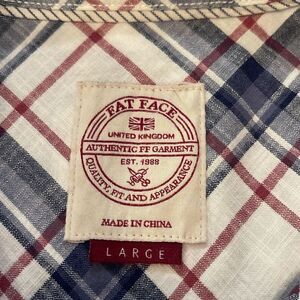 FAT FACE
UNITED KINGDOM
AUTHENTIC FF GARMENT
EST. 1988
QUALITY, FIT AND APPEARANCE
MADE IN CHINA
LARGE